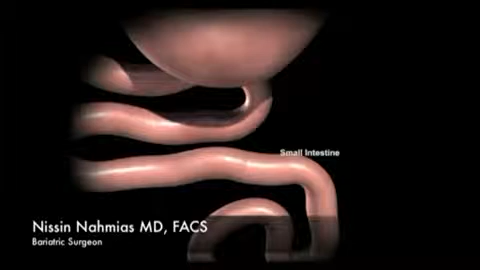 Small Intestine
Nissin Nahmias MD, FACS
Bariatric Surgeon